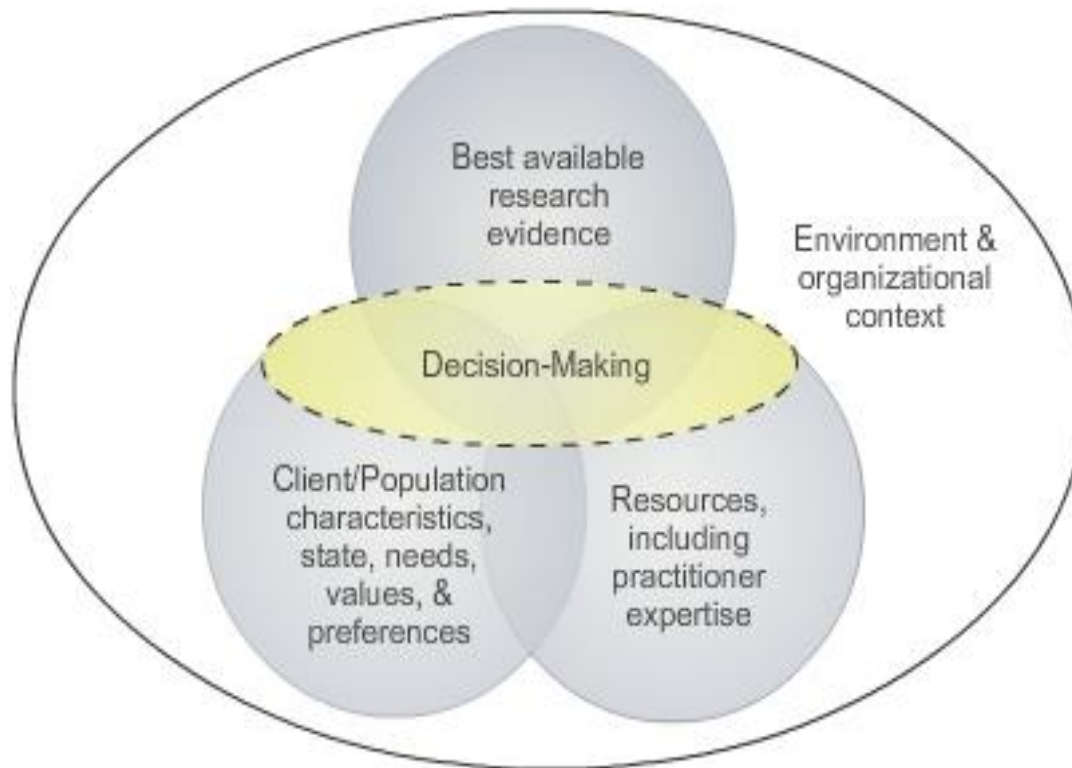 Best available
research
evidence
Environment &
organizational
context
Decision-Making
Client/Population
characteristics,
state, needs,
values, &
preferences
Resources,
including
practitioner
expertise